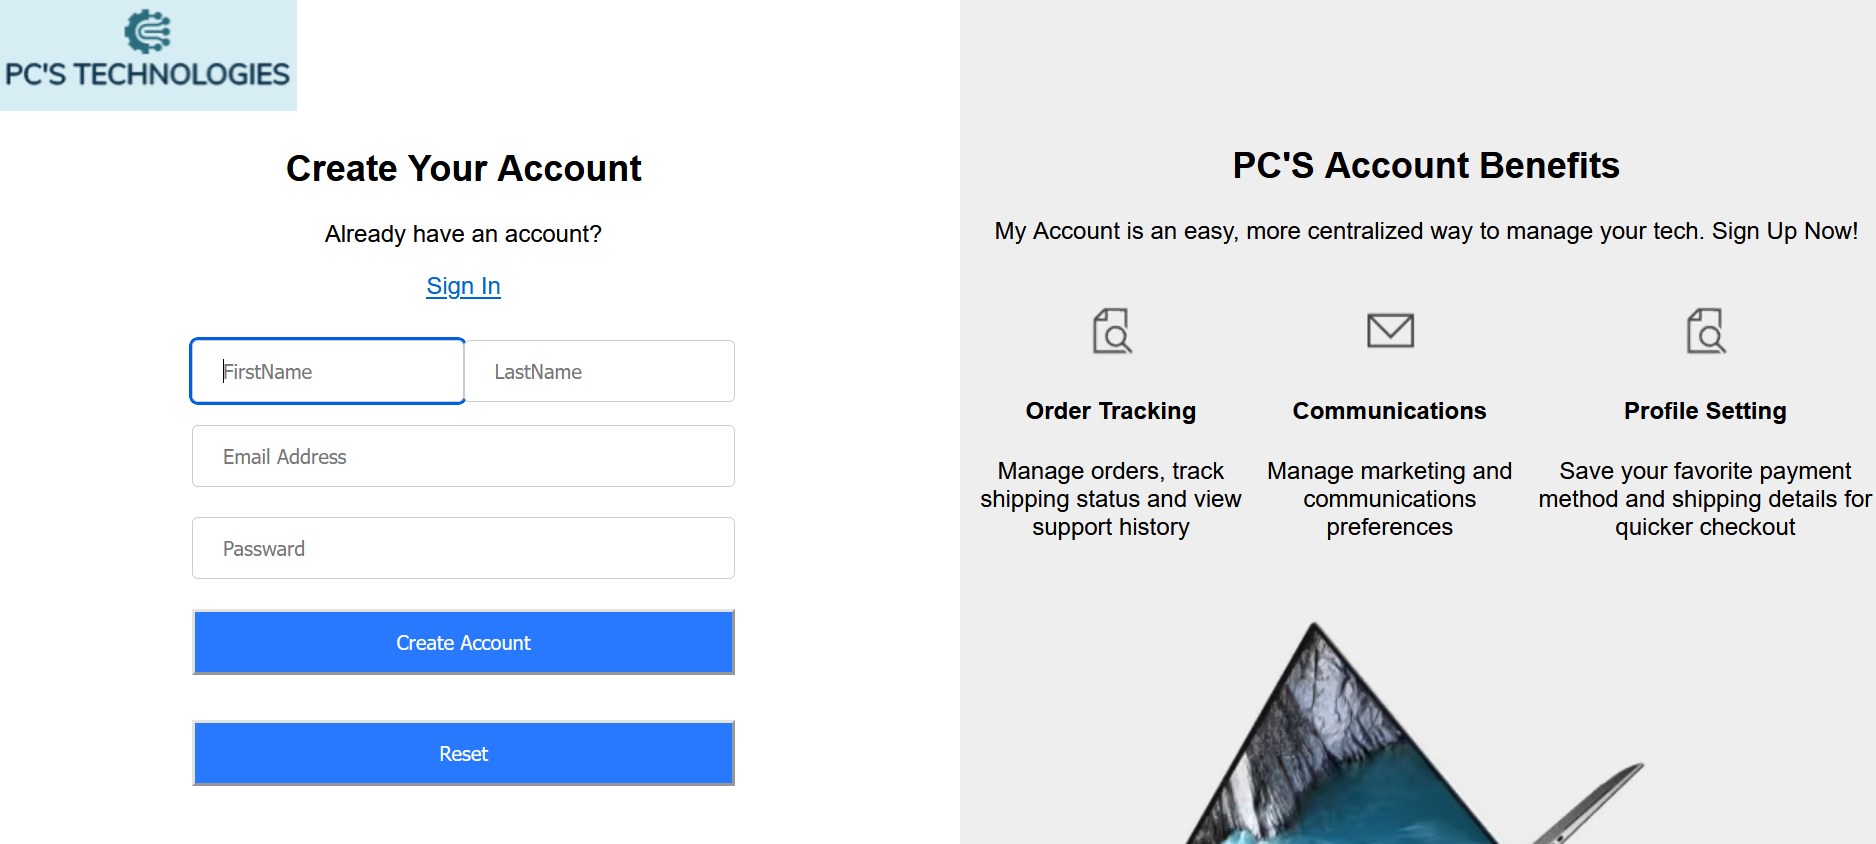 PC'S TECHNOLOGIES
Create Your Account
Already have an account?
Sign In
FirstName
LastName
Email Address
Passward
Create Account
Reset
PC'S Account Benefits
My Account is an easy, more centralized way to manage your tech. Sign Up Now!
Order Tracking
Manage orders, track
shipping status and view
support history
Communications
Manage marketing and
communications
preferences
Profile Setting
Save your favorite payment
method and shipping details for
quicker checkout